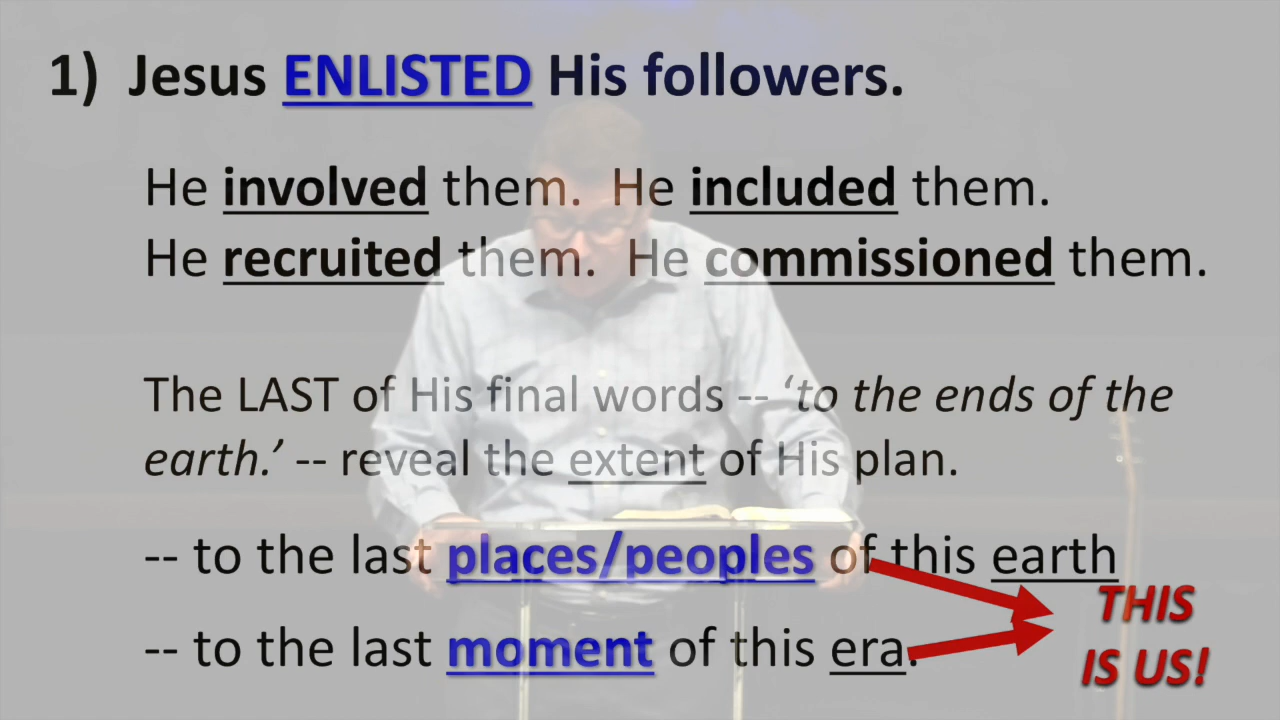 1) Jesus ENLISTED His followers.
He involved them. He included them.
He recruited them. He commissioned them.
The LAST of His final words -- ‘to the ends of the
earth.’ -- reveal the extent of His plan.
-- to the last places/peoples of this earth
-- to the last moment of this era.
THIS
IS US!